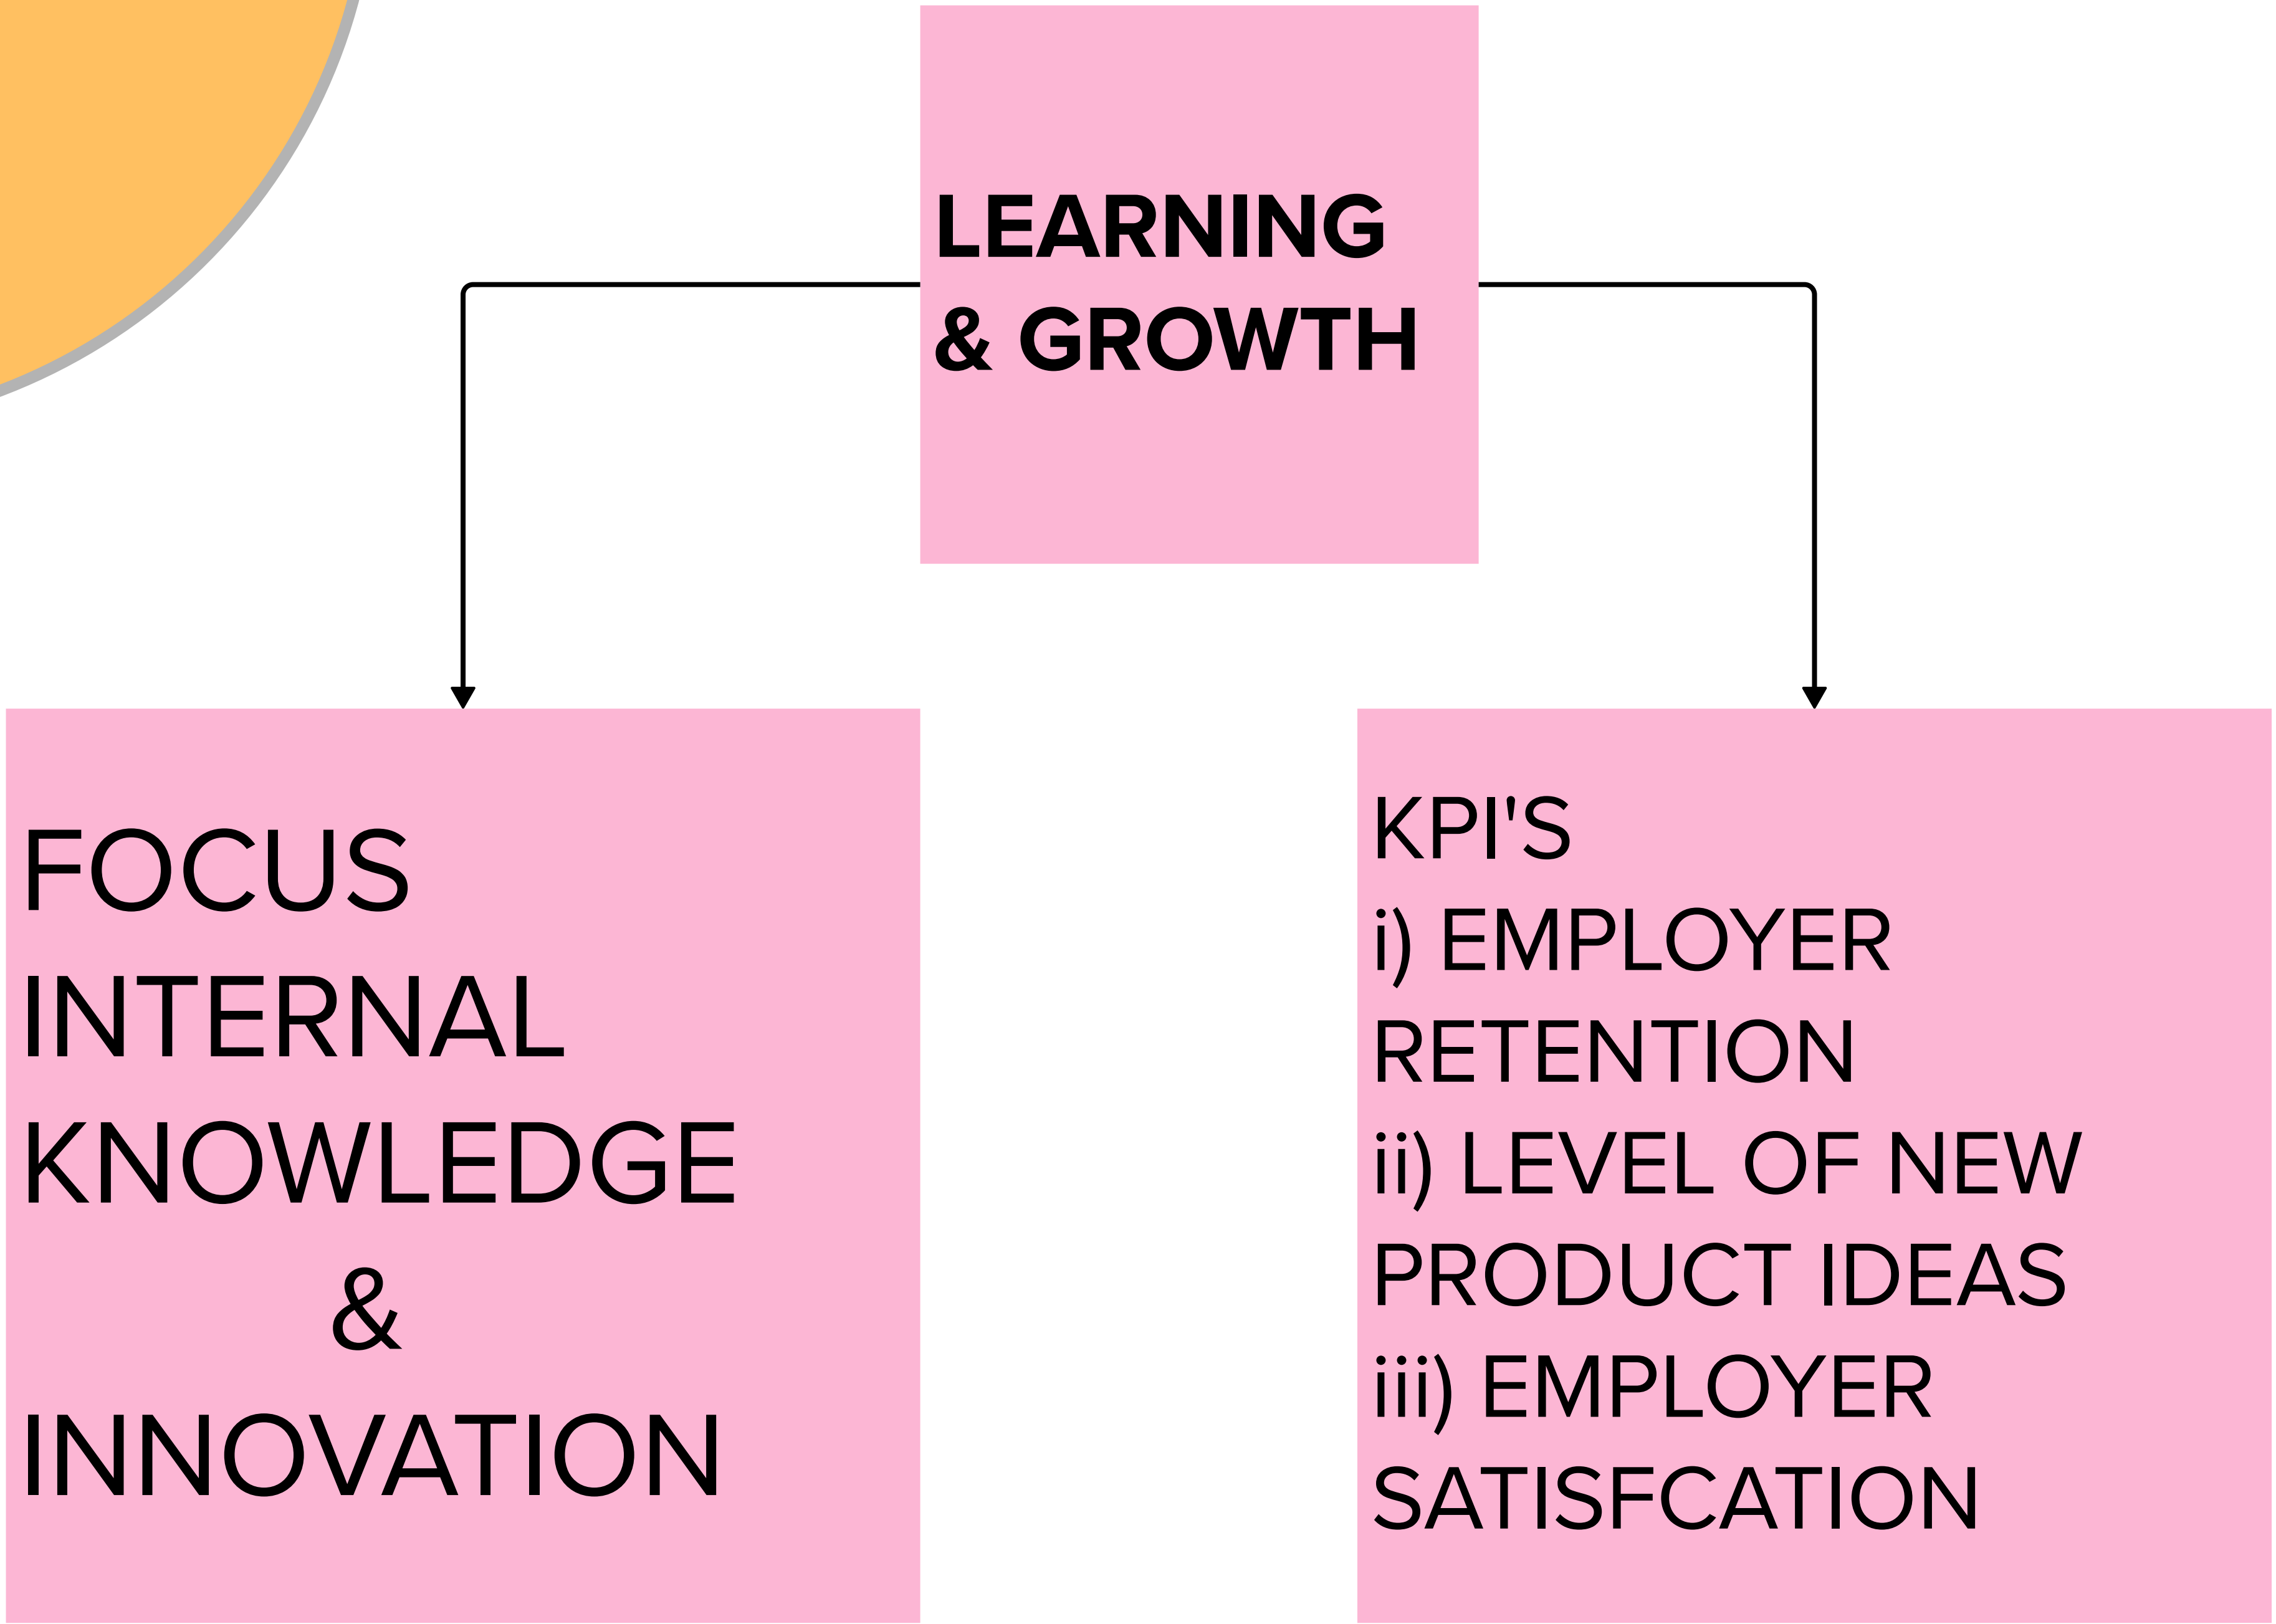 LEARNING
& GROWTH
FOCUS
INTERNAL
KNOWLEDGE
&
INNOVATION
KPI'S
i) EMPLOYER
RETENTION
ii) LEVEL OF NEW
PRODUCT IDEAS
iii) EMPLOYER
SATISFCATION